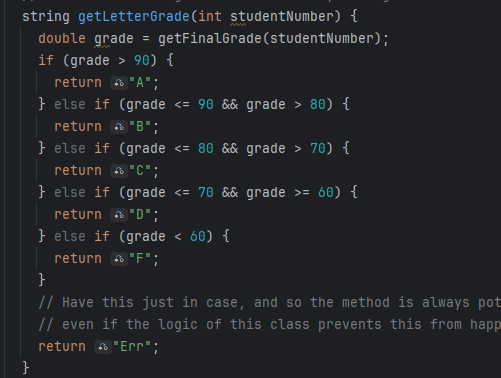 string getLetterGrade(int studentNumber) {
double grade = getFinalGrade(studentNumber);
if (grade > 90) {
return "A";
} else if (grade <= 90 && grade > 80) {
return "B";
} else if (grade <= 80 && grade > 70) {
return "C";
} else if (grade <= 70 && grade >= 60) {
return "D";
} else if (grade < 60) {
return "F";
}
// Have this just in case, and so the method is always pot
// even if the logic of this class prevents this from happ
return "Err";
}